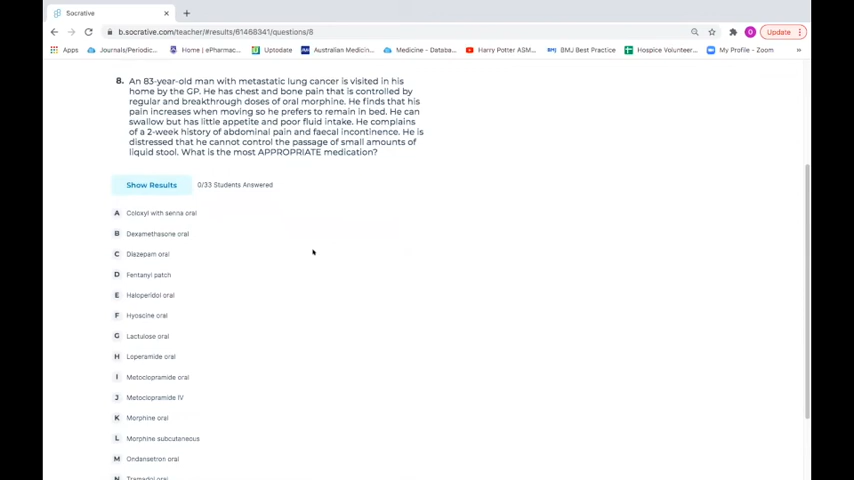 Socrative
b.socrative.com/teacher/#results/61468341/questions/8
Update
Apps Journals/Periodic... Home | ePharmac... Uptodate Australian Medicin... Medicine - Databa... Harry Potter ASM... BMJ Best Practice Hospice Volunteer... My Profile - Zoom »
8. An 83-year-old man with metastatic lung cancer is visited in his
home by the GP. He has chest and bone pain that is controlled by
regular and breakthrough doses of oral morphine. He finds that his
pain increases when moving so he prefers to remain in bed. He can
swallow but has little appetite and poor fluid intake. He complains
of a 2-week history of abdominal pain and faecal incontinence. He is
distressed that he cannot control the passage of small amounts of
liquid stool. What is the most APPROPRIATE medication?
Show Results 0/33 Students Answered
A Coloxyl with senna oral
B Dexamethasone oral
C Diazepam oral
D Fentanyl patch
E Haloperidol oral
F Hyoscine oral
G Lactulose oral
H Loperamide oral
I Metoclopramide oral
J Metoclopramide IV
K Morphine oral
L Morphine subcutaneous
M Ondansetron oral
Tramadol oral